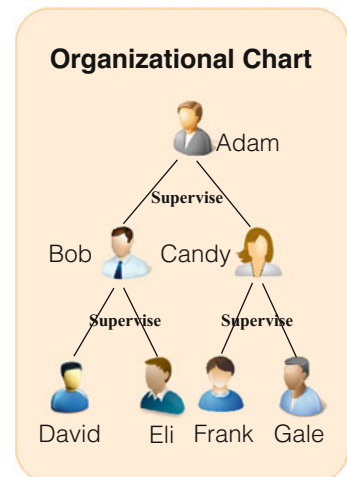 Organizational Chart
Adam
Supervise
Bob Candy
Supervise Supervise
David Eli Frank Gale